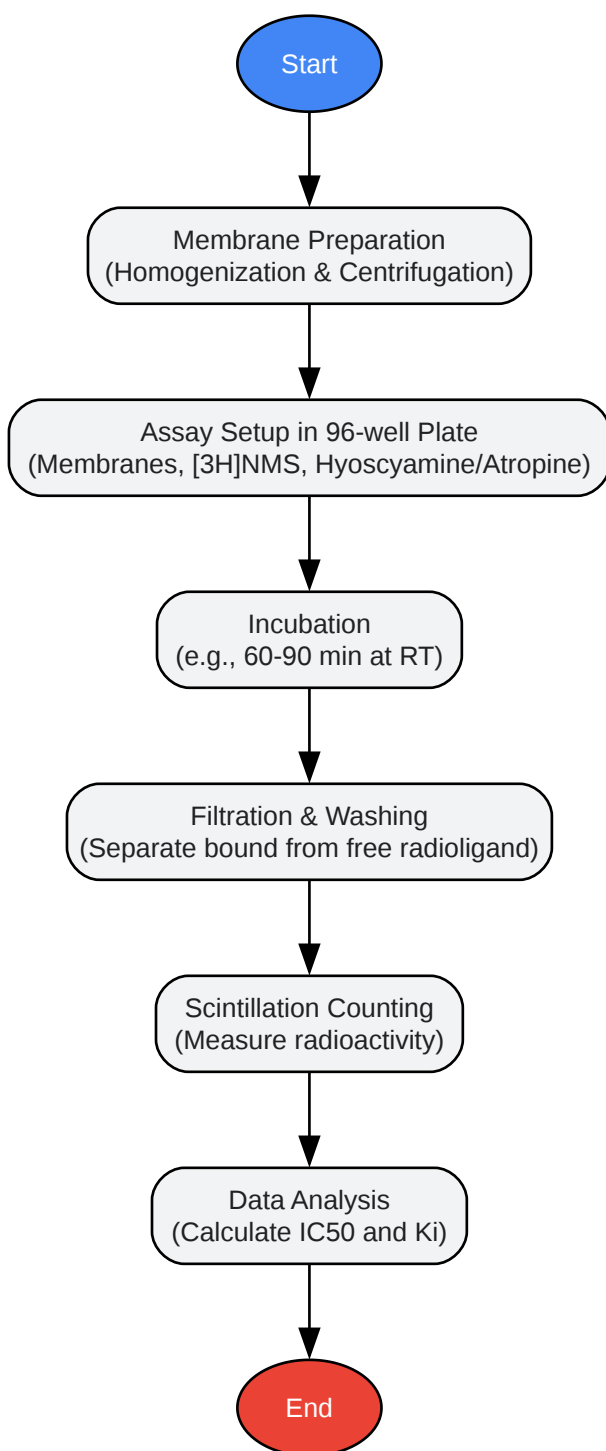 Start
Membrane Preparation
(Homogenization & Centrifugation)
Assay Setup in 96-well Plate
(Membranes, [3H]NMS, Hyoscyamine/Atropine)
Incubation
(e.g., 60-90 min at RT)
Filtration & Washing
(Separate bound from free radioligand)
Scintillation Counting
(Measure radioactivity)
Data Analysis
(Calculate IC50 and Ki)
End